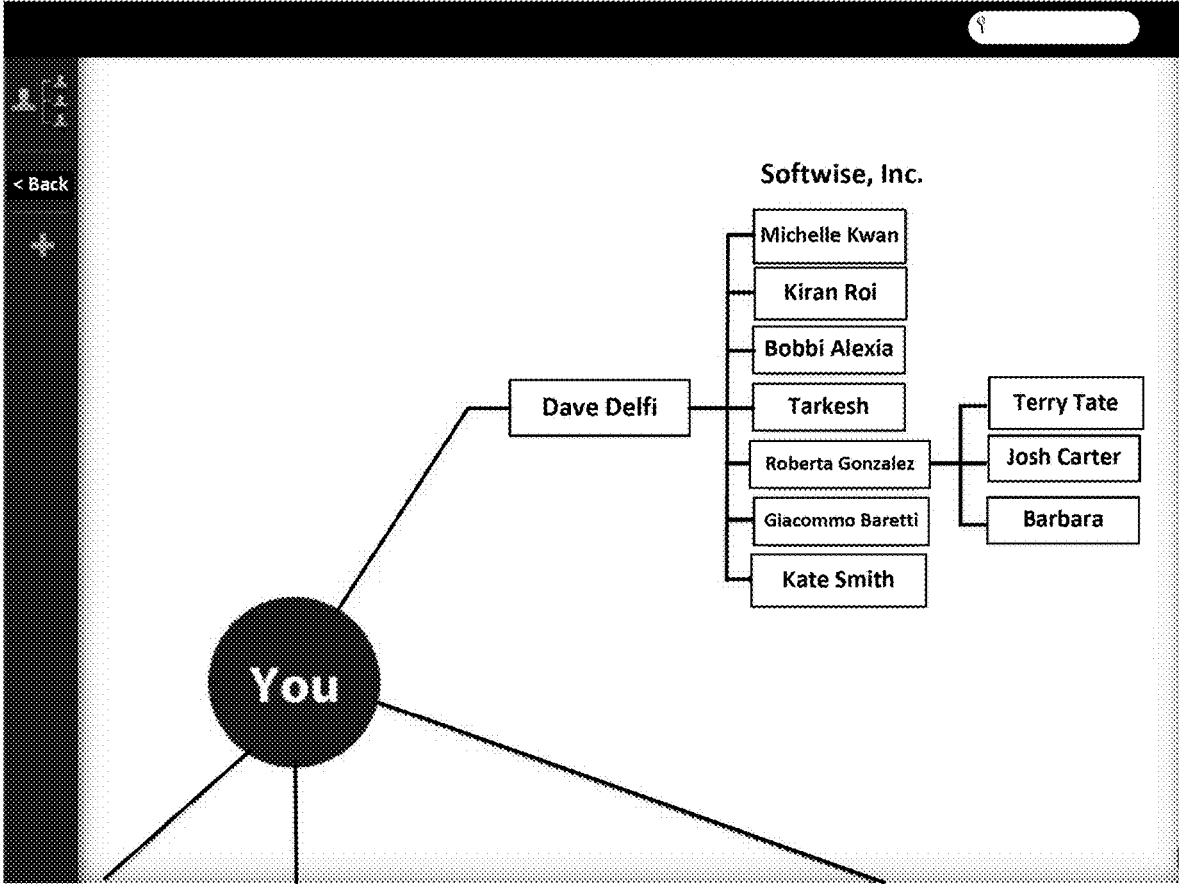 < Back
Softwise, Inc.
Michelle Kwan
Kiran Roi
Bobbi Alexia
Dave Delfi
Tarkesh
Roberta Gonzalez
Giacommo Baretti
Kate Smith
Terry Tate
Josh Carter
Barbara
You